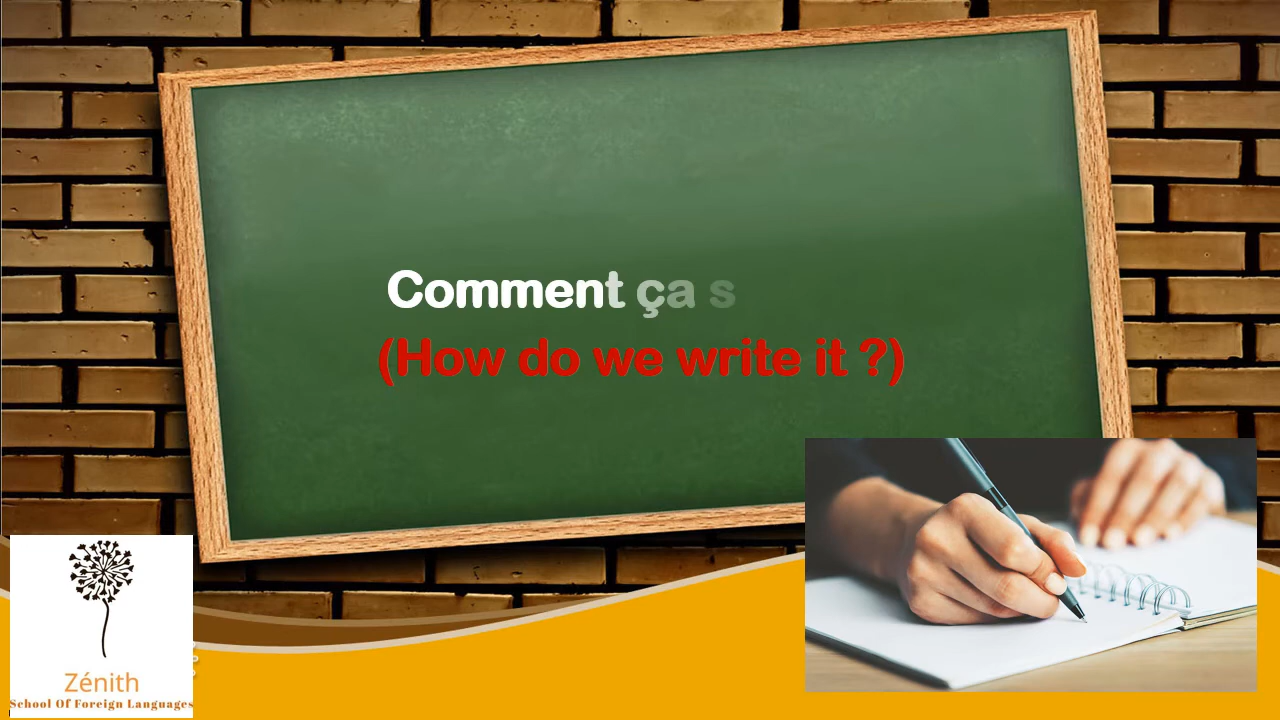 Comment ça s
(How do we write it ?)
Zénith
School Of Foreign Languages